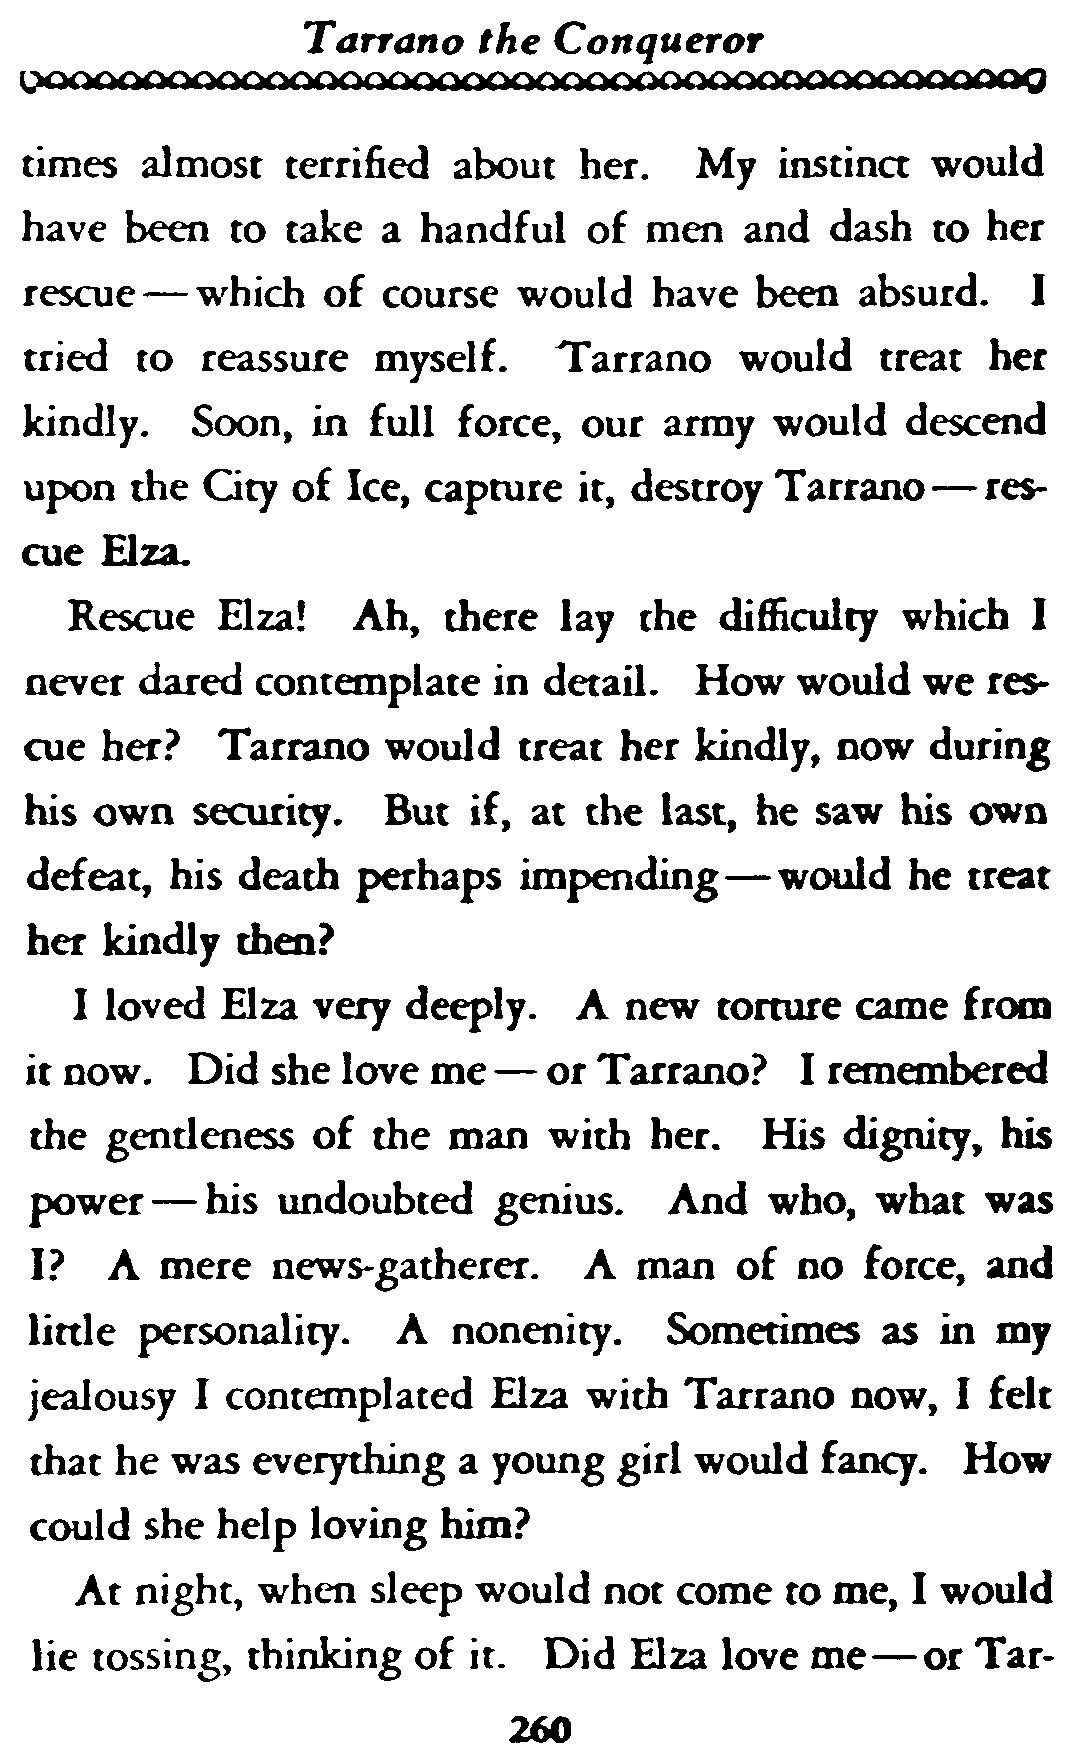 Tarrano the Conqueror
times almost terrified about her. My instinct would
have been to take a handful of men and dash to her
rescue — which of course would have been absurd. I
tried to reassure myself. Tarrano would treat her
kindly. Soon, in full force, our army would descend
upon the City of Ice, capture it, destroy Tarrano — res-
cue Elza.
Rescue Elza! Ah, there lay the difficulty which I
never dared contemplate in detail. How would we res-
cue her? Tarrano would treat her kindly, now during
his own security. But if, at the last, he saw his own
defeat, his death perhaps impending — would he treat
her kindly then?
I loved Elza very deeply. A new torture came from
it now. Did she love me — or Tarrano? I remembered
the gentleness of the man with her. His dignity, his
power — his undoubted genius. And who, what was
I? A mere news-gatherer. A man of no force, and
little personality. A nonenity. Sometimes as in my
jealousy I contemplated Elza with Tarrano now, I felt
that he was everything a young girl would fancy. How
could she help loving him?
At night, when sleep would not come to me, I would
lie tossing, thinking of it. Did Elza love me — or Tar-
260